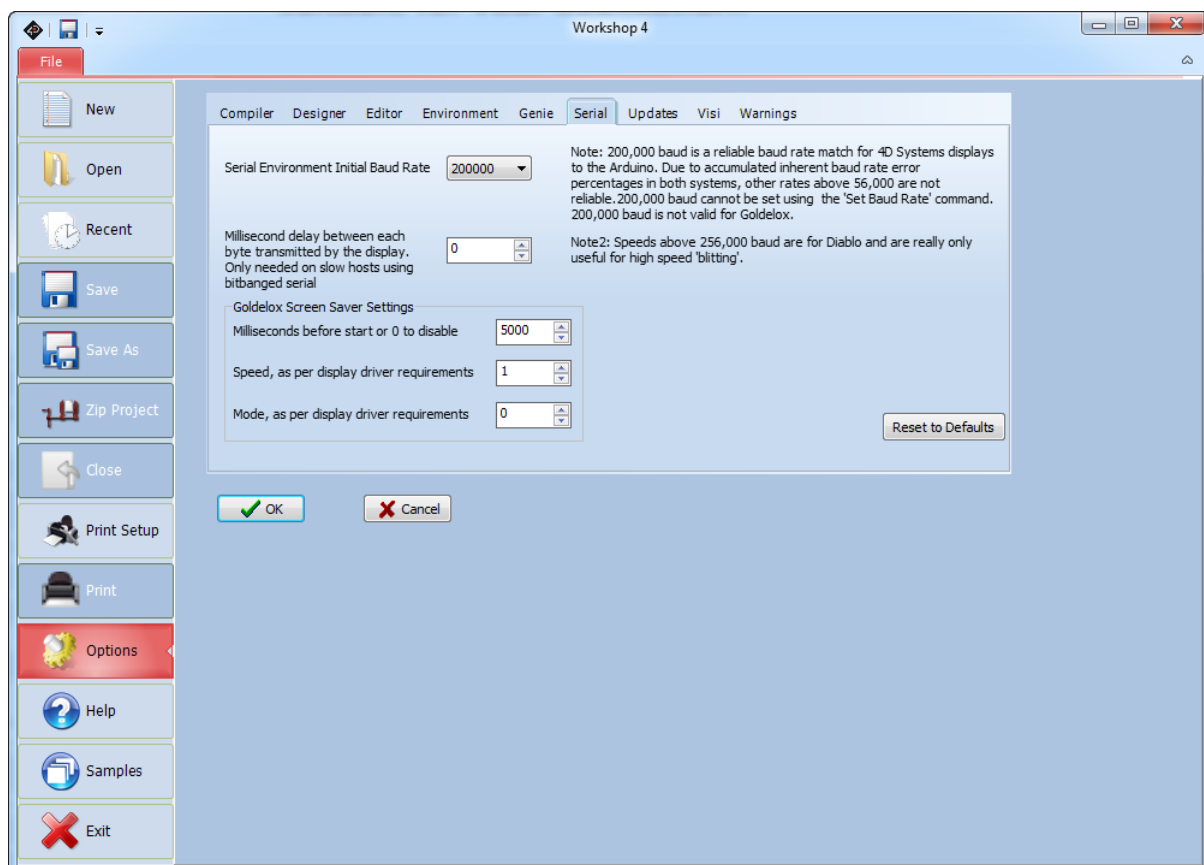 Workshop 4
File
New
Open
Recent
Save
Save As
Zip Project
Close
Print Setup
Print
Options
Help
Samples
Exit
Compiler Designer Editor Environment Genie Serial Updates Visi Warnings
Serial Environment Initial Baud Rate 200000
Millisecond delay between each
byte transmitted by the display.
Only needed on slow hosts using
bitbanged serial
0
Note: 200,000 baud is a reliable baud rate match for 4D Systems displays
to the Arduino. Due to accumulated inherent baud rate error
percentages in both systems, other rates above 56,000 are not
reliable.200,000 baud cannot be set using the 'Set Baud Rate' command.
200,000 baud is not valid for Goldelox.
Note2: Speeds above 256,000 baud are for Diablo and are really only
useful for high speed 'blitting'.
Goldelox Screen Saver Settings
Milliseconds before start or 0 to disable 5000
Speed, as per display driver requirements 1
Mode, as per display driver requirements 0
Reset to Defaults
OK Cancel